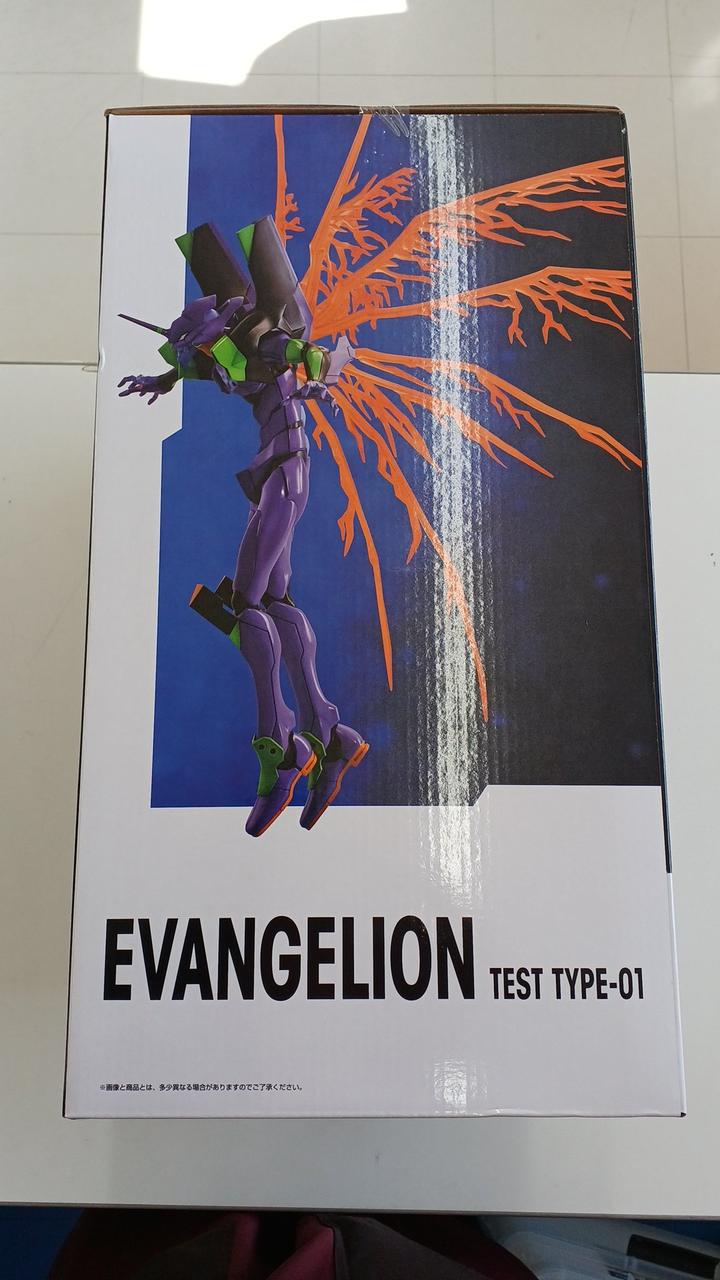 EVANGELION TEST TYPE-01
※画像と商品とは、多少異なる場合がありますのでご了承ください。